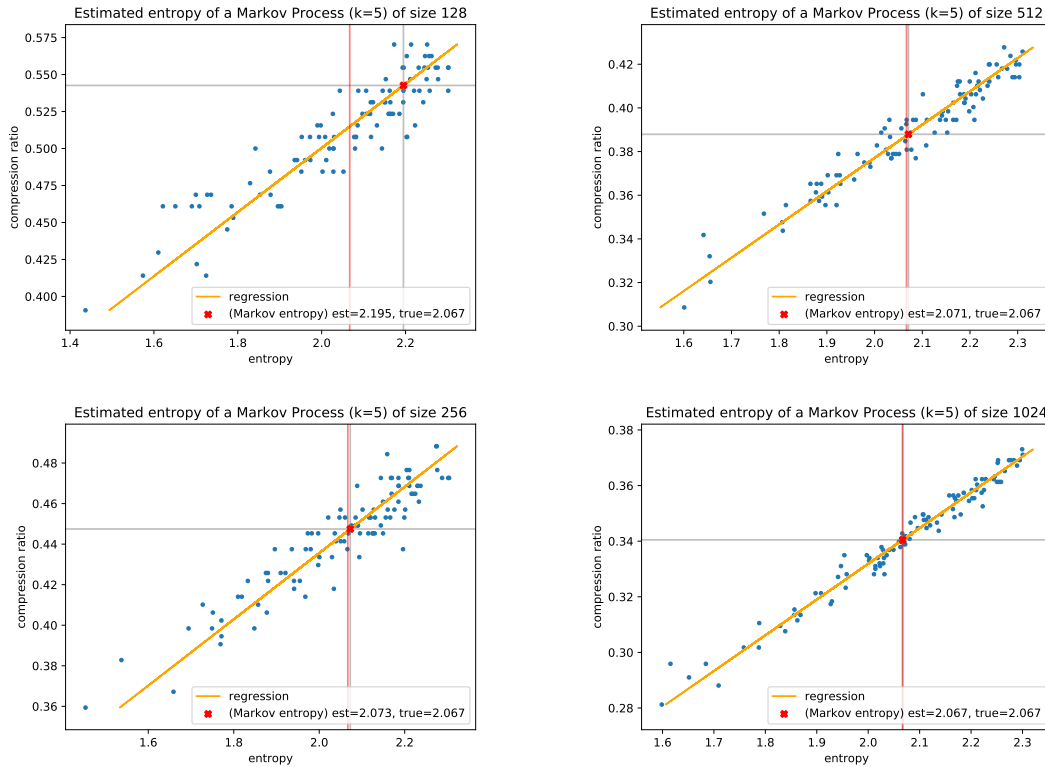 Estimated entropy of a Markov Process (k=5) of size 128
0.575
0.550
0.525
0.500
0.475
0.450
0.425
0.400
compression ratio
regression
(Markov entropy) est=2.195, true=2.067
1.4 1.6 1.8 2.0 2.2
entropy
Estimated entropy of a Markov Process (k=5) of size 512
0.42
0.40
0.38
0.36
0.34
0.32
0.30
compression ratio
regression
(Markov entropy) est=2.071, true=2.067
1.6 1.7 1.8 1.9 2.0 2.1 2.2 2.3
entropy
Estimated entropy of a Markov Process (k=5) of size 256
0.48
0.46
0.44
0.42
0.40
0.38
0.36
compression ratio
regression
(Markov entropy) est=2.073, true=2.067
1.6 1.8 2.0 2.2
entropy
Estimated entropy of a Markov Process (k=5) of size 1024
0.38
0.36
0.34
0.32
0.30
0.28
compression ratio
regression
(Markov entropy) est=2.067, true=2.067
1.6 1.7 1.8 1.9 2.0 2.1 2.2 2.3
entropy